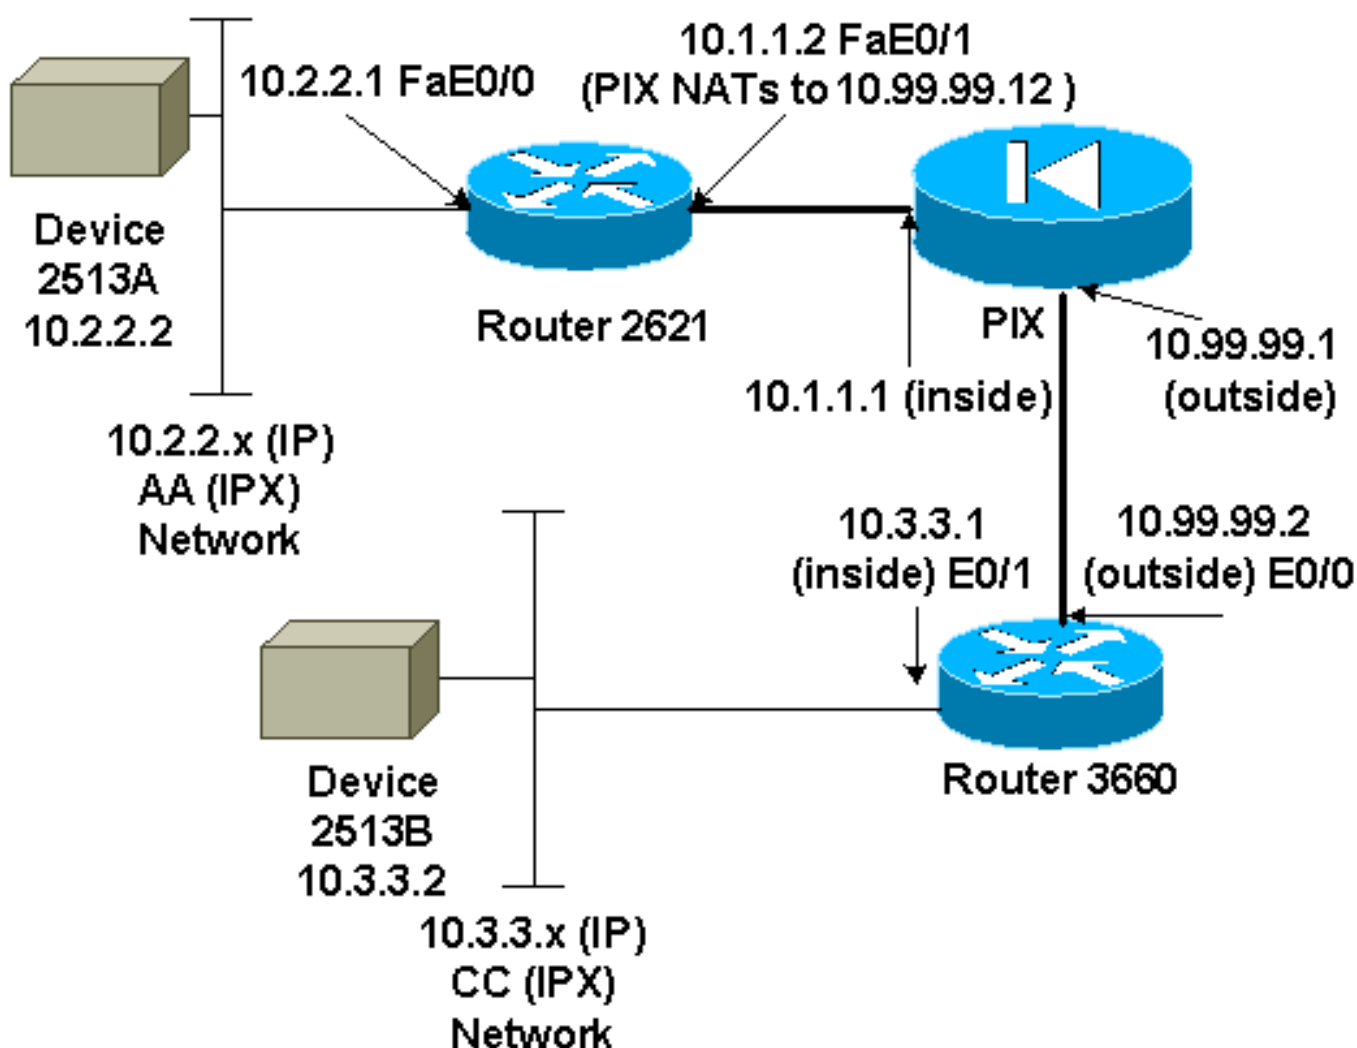 10.2.2.1 FaE0/0
10.1.1.2 FaE0/1
(PIX NATs to 10.99.99.12 )
Device
2513A
10.2.2.2
Router 2621
PIX
10.1.1.1 (inside)
10.99.99.1
(outside)
10.2.2.x (IP)
AA (IPX)
Network
10.3.3.1
(inside) E0/1
10.99.99.2
(outside) E0/0
Router 3660
Device
2513B
10.3.3.2
10.3.3.x (IP)
CC (IPX)
Network